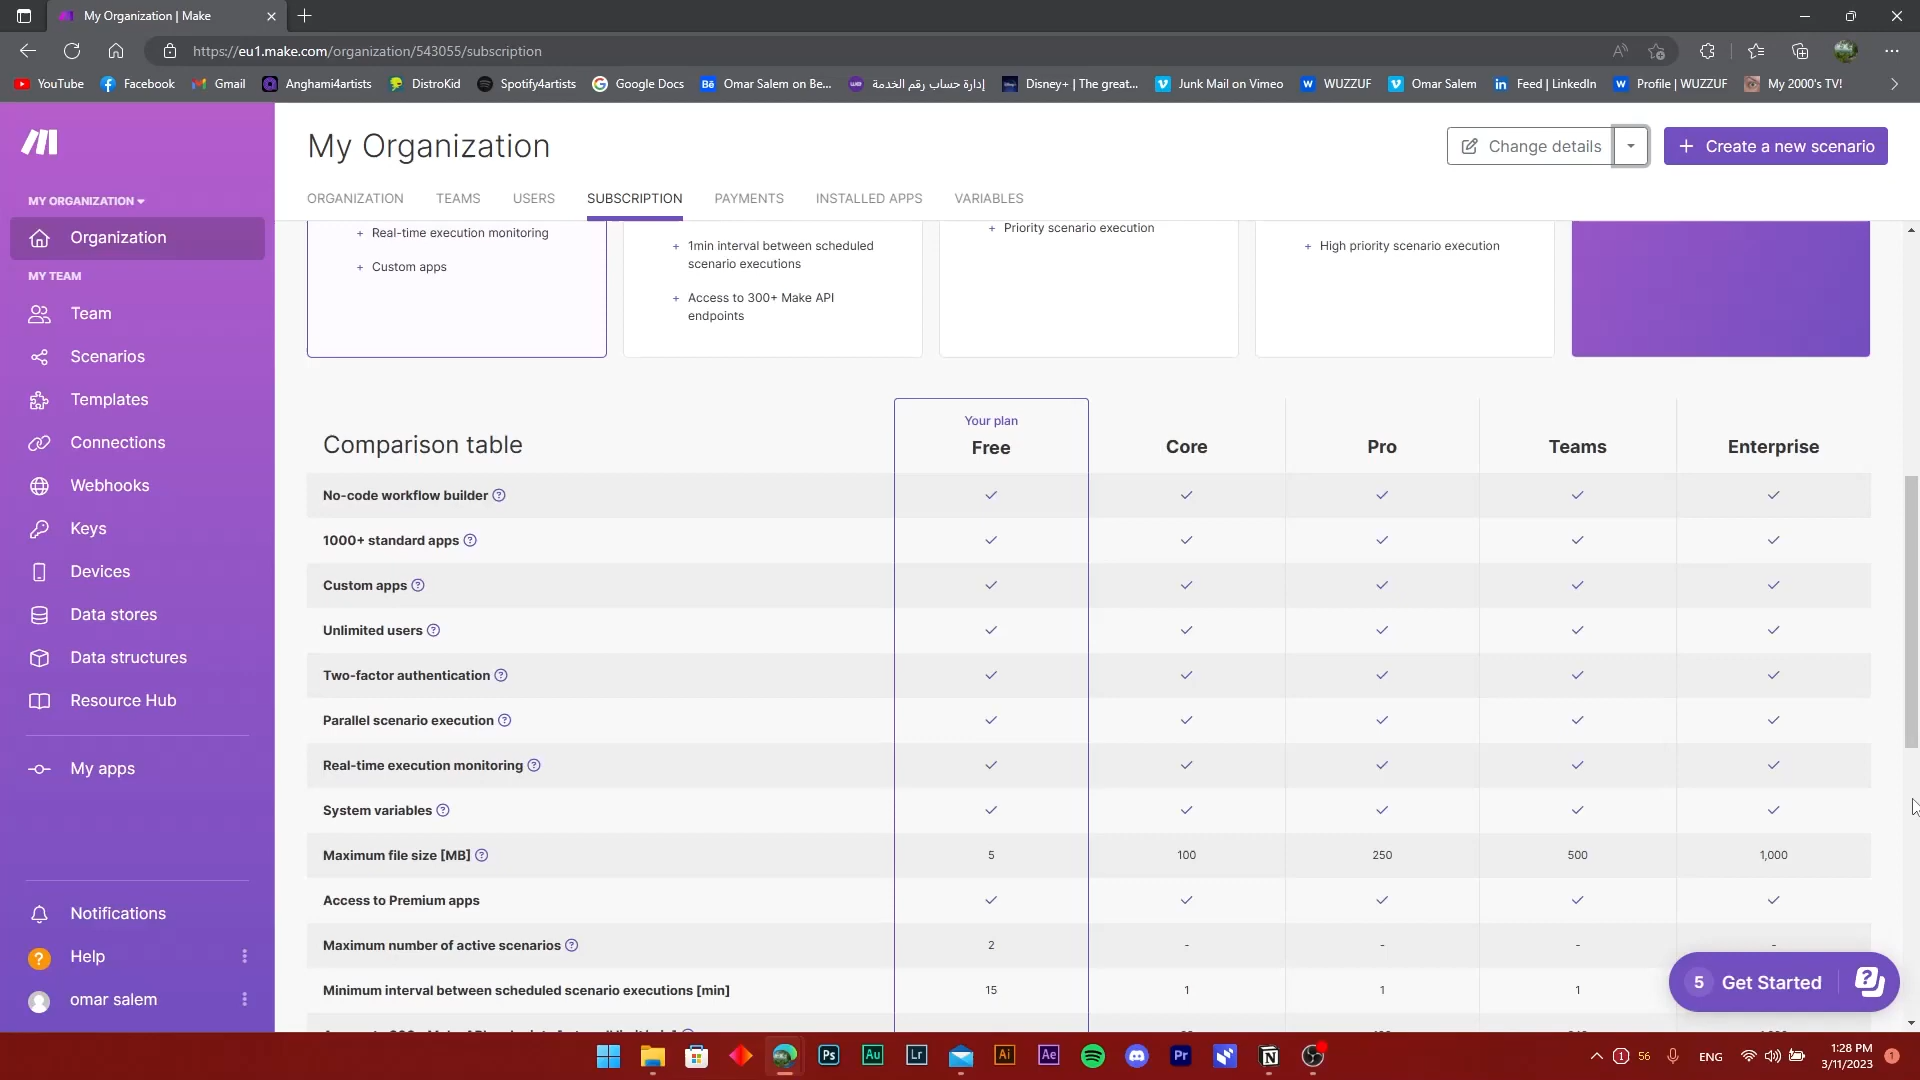 My Organization | Make
https://eu1.make.com/organization/543055/subscription
YouTube
Facebook
Gmail
Anghami4artists
DistroKid
Spotify4artists
Google Docs
Omar Salem on Be...
إدارة حساب رقم الخدمة
Disney+ | The great...
Junk Mail on Vimeo
WUZZUF
Omar Salem
Feed | LinkedIn
Profile | WUZZUF
My 2000's TV!
MY ORGANIZATION
Organization
MY TEAM
Team
Scenarios
Templates
Connections
Webhooks
Keys
Devices
Data stores
Data structures
Resource Hub
My apps
Notifications
Help
omar salem
My Organization
Change details
+ Create a new scenario
ORGANIZATION TEAMS USERS SUBSCRIPTION PAYMENTS INSTALLED APPS VARIABLES
+ Real-time execution monitoring
+ Custom apps
+ 1min interval between scheduled
scenario executions
+ Access to 300+ Make API
endpoints
+ Priority scenario execution
+ High priority scenario execution
Your plan
Comparison table Free Core Pro Teams Enterprise
No-code workflow builder
1000+ standard apps
Custom apps
Unlimited users
Two-factor authentication
Parallel scenario execution
Real-time execution monitoring
System variables
Maximum file size [MB] 5 100 250 500 1,000
Access to Premium apps
Maximum number of active scenarios 2 - - - -
Minimum interval between scheduled scenario executions [min] 15 1 1 1
5 Get Started
Ps
Au
Lr
Ai
Ae
Pr
56
ENG
1:28 PM
3/11/2023
1